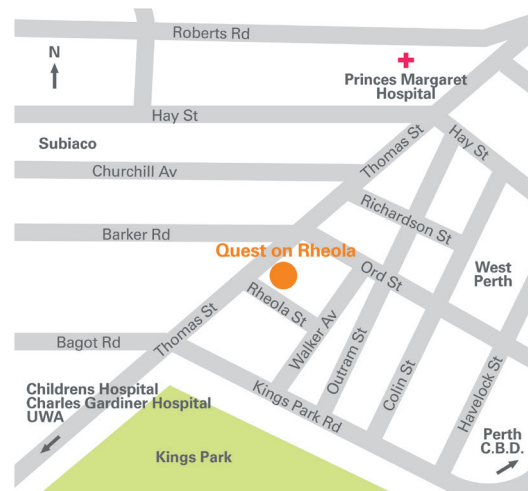 Roberts Rd
N
Princes Margaret
Hospital
Hay St
Thomas St
Hay St
Subiaco
Churchill Av
Richardson St
Barker Rd
Quest on Rheola
Ord St
West
Perth
Rheola St
Walker Av
Thomas St
Outram St
Bagot Rd
Colin St
Havelock St
Childrens Hospital
Charles Gardiner Hospital
UWA
Kings Park Rd
Perth
C.B.D.
Kings Park